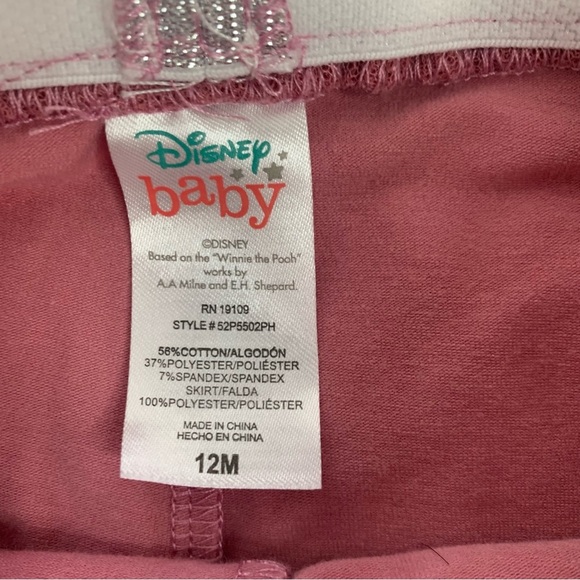 Disney
baby
©DISNEY
Based on the "Winnie the Pooh"
works by
A.A Milne and E.H. Shepard.
RN 19109
STYLE # 52P5502PH
56%COTTON/ALGODÓN
37%POLYESTER/POLIÉSTER
7%SPANDEX/SPANDEX
SKIRT/FALDA
100%POLYESTER/POLIÉSTER
MADE IN CHINA
HECHO EN CHINA
12M